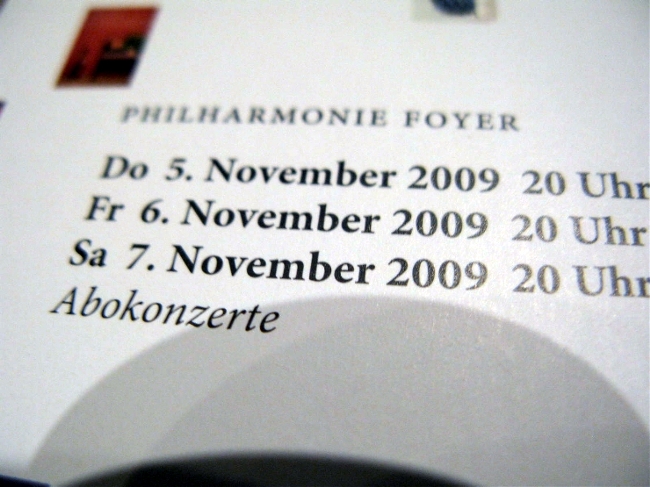 PHILHARMONIE FOYER
Do 5. November 2009 20 Uhr
Fr 6. November 2009 20 Uhr
Sa 7. November 2009 20 Uhr
Abokonzerte